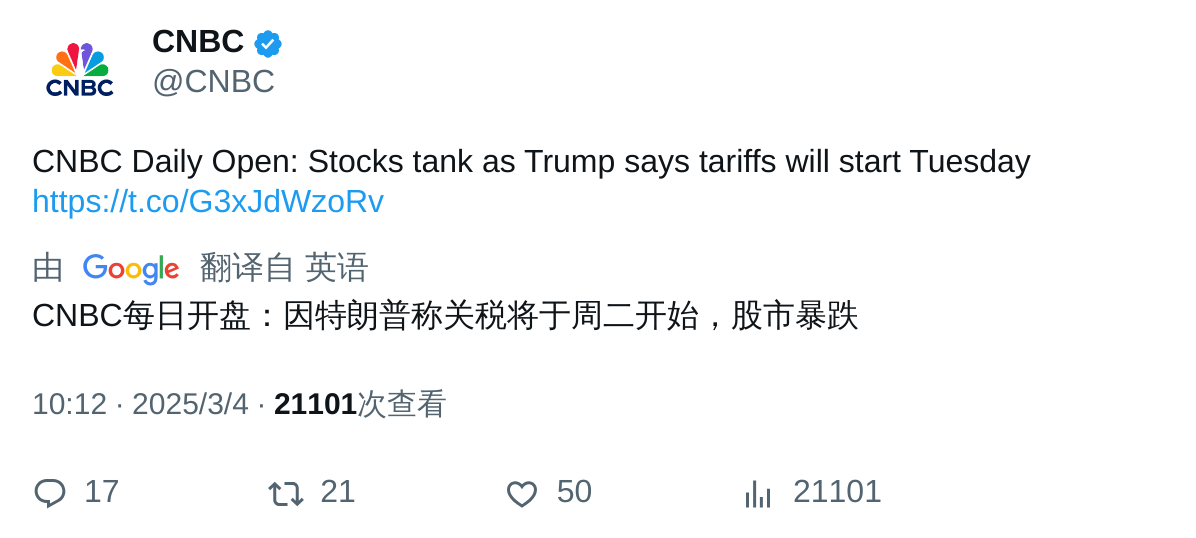 CNBC
CNBC
@CNBC
CNBC Daily Open: Stocks tank as Trump says tariffs will start Tuesday
https://t.co/G3xJdWzoRv
由 Google 翻译自 英语
CNBC每日开盘：因特朗普称关税将于周二开始，股市暴跌
10:12 · 2025/3/4 · 21101次查看
17 21 50 21101